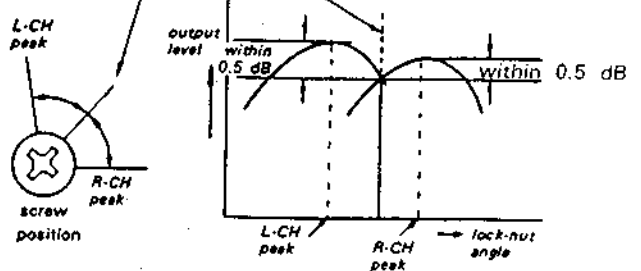 L-CH
peak
R-CH
peak
screw
position
output
level
within
0.5 dB
within 0.5 dB
L-CH
peak
R-CH
peak
lock-nut
angle